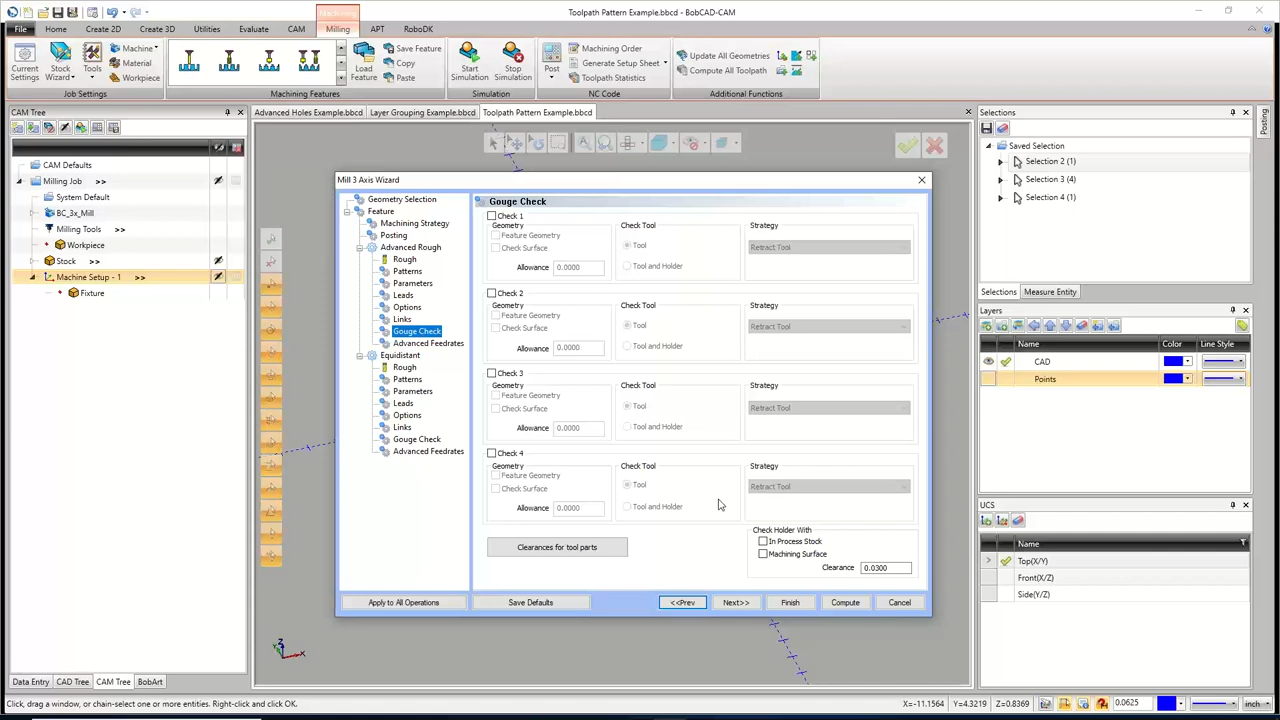 Toolpath Pattern Example.bbcd - BobCAD-CAM
Machining
File Home Create 2D Create 3D Utilities Evaluate CAM Milling APT RoboDK
Current Settings
Stock Wizard
Tools
Machine
Material
Workpiece
Job Settings
Machining Features
Load Feature
Save Feature
Copy
Paste
Start Simulation
Stop Simulation
Simulation
Post
Machining Order
Generate Setup Sheet
Toolpath Statistics
NC Code
Update All Geometries
Compute All Toolpath
Additional Functions
CAM Tree
CAM Defaults
Milling Job >>
System Default
BC_3x_Mill
Milling Tools >>
Workpiece
Stock >>
Machine Setup - 1 >>
Fixture
Data Entry CAD Tree CAM Tree BobArt
Advanced Holes Example.bbcd Layer Grouping Example.bbcd Toolpath Pattern Example.bbcd
Mill 3 Axis Wizard
Geometry Selection
Feature
Machining Strategy
Posting
Advanced Rough
Rough
Patterns
Parameters
Leads
Options
Links
Gouge Check
Advanced Feedrates
Equidistant
Rough
Patterns
Parameters
Leads
Options
Links
Gouge Check
Advanced Feedrates
Gouge Check
Check 1
Geometry
Feature Geometry
Check Surface
Allowance 0.0000
Check Tool
Tool
Tool and Holder
Strategy
Retract Tool
Check 2
Geometry
Feature Geometry
Check Surface
Allowance 0.0000
Check Tool
Tool
Tool and Holder
Strategy
Retract Tool
Check 3
Geometry
Feature Geometry
Check Surface
Allowance 0.0000
Check Tool
Tool
Tool and Holder
Strategy
Retract Tool
Check 4
Geometry
Feature Geometry
Check Surface
Allowance 0.0000
Check Tool
Tool
Tool and Holder
Strategy
Retract Tool
Clearances for tool parts
Check Holder With
In Process Stock
Machining Surface
Clearance 0.0300
Apply to All Operations Save Defaults <<Prev Next>> Finish Compute Cancel
Z
X
Selections
Saved Selection
Selection 2 (1)
Selection 3 (4)
Selection 4 (1)
Selections Measure Entity
Posting
Layers
Name Color Line Style
CAD
Points
UCS
Name
Top(X/Y)
Front(X/Z)
Side(Y/Z)
Click, drag a window, or chain-select one or more entities. Right-click and click OK.
X=-11.1564 Y=4.3219 Z=0.8369 0.0625 inch